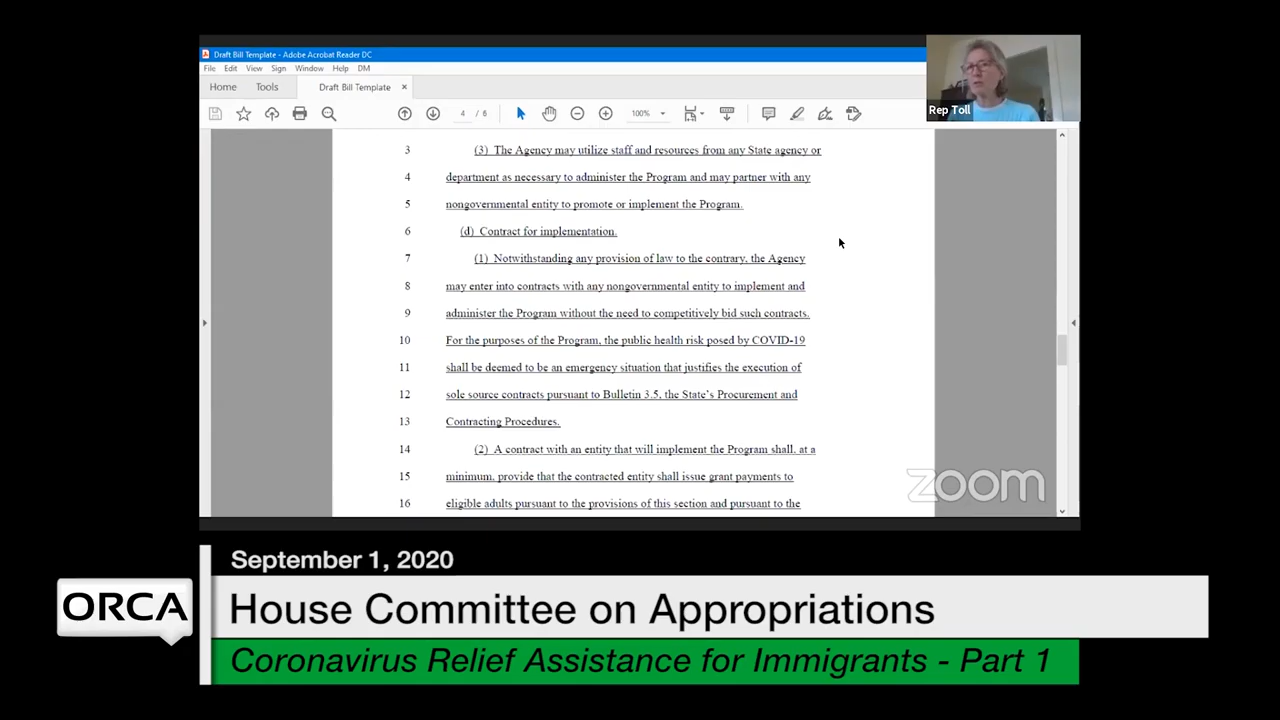 Draft Bill Template - Adobe Acrobat Reader DC
File Edit View Sign Window Help DM
Home Tools Draft Bill Template ×
4 / 6 100%
Rep Toll
3 (3) The Agency may utilize staff and resources from any State agency or
4 department as necessary to administer the Program and may partner with any
5 nongovernmental entity to promote or implement the Program.
6 (d) Contract for implementation.
7 (1) Notwithstanding any provision of law to the contrary, the Agency
8 may enter into contracts with any nongovernmental entity to implement and
9 administer the Program without the need to competitively bid such contracts.
10 For the purposes of the Program, the public health risk posed by COVID-19
11 shall be deemed to be an emergency situation that justifies the execution of
12 sole source contracts pursuant to Bulletin 3.5, the State's Procurement and
13 Contracting Procedures.
14 (2) A contract with an entity that will implement the Program shall, at a
15 minimum, provide that the contracted entity shall issue grant payments to
16 eligible adults pursuant to the provisions of this section and pursuant to the
zoom
September 1, 2020
ORCA
House Committee on Appropriations
Coronavirus Relief Assistance for Immigrants - Part 1